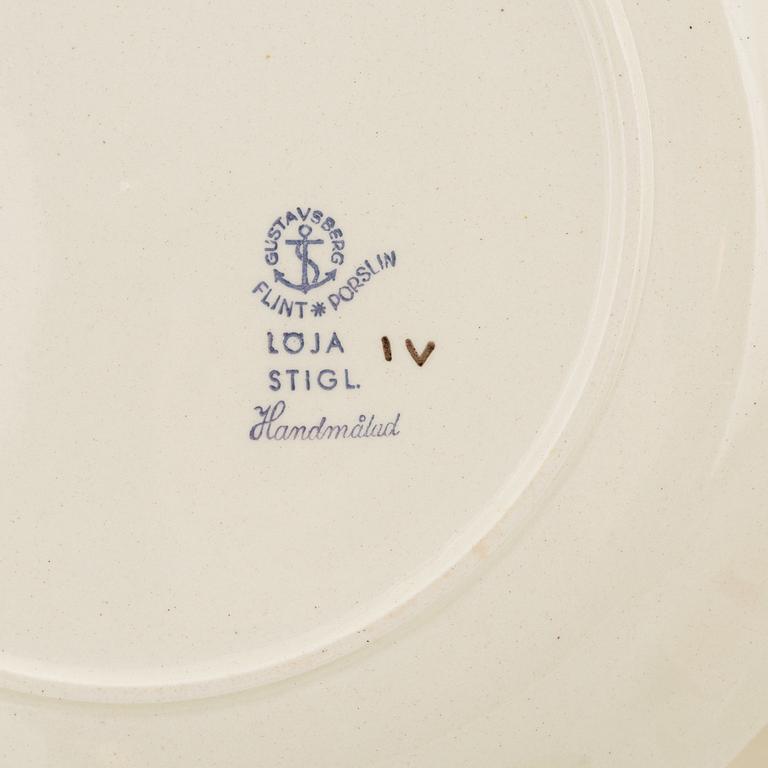 GUSTAVSBERG
FLINT * PORSLIN
LÖJA IV
STIGL.
Handmålad